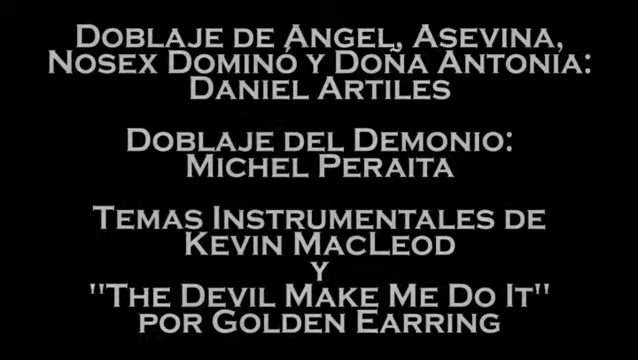 DOBLAJE DE ANGEL, ASEVINA,
NOSEX DOMINÓ Y DOÑA ANTONIA:
DANIEL ARTILES
DOBLAJE DEL DEMONIO:
MICHEL PERAITA
TEMAS INSTRUMENTALES DE
KEVIN MACLEOD
Y
"THE DEVIL MAKE ME DO IT"
POR GOLDEN EARRING